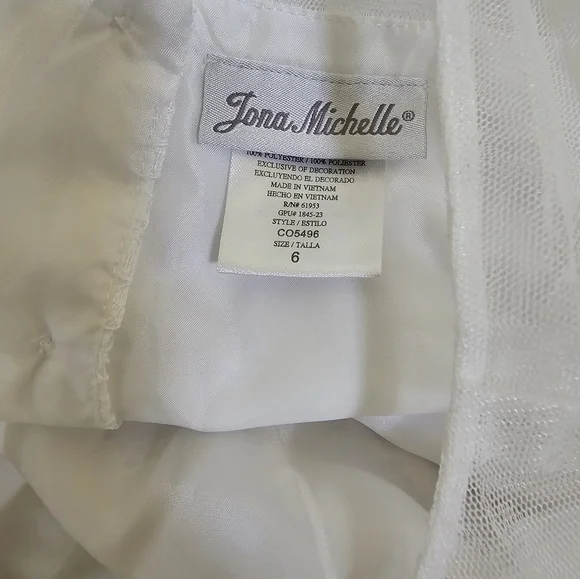 Jona Michelle®
100% POLYESTER / 100% POLIESTER
EXCLUSIVE OF DECORATION
EXCLUYENDO EL DECORADO
MADE IN VIETNAM
HECHO EN VIETNAM
R/N# 61953
GPU# 1845-23
STYLE / ESTILO
CO5496
SIZE / TALLA
6